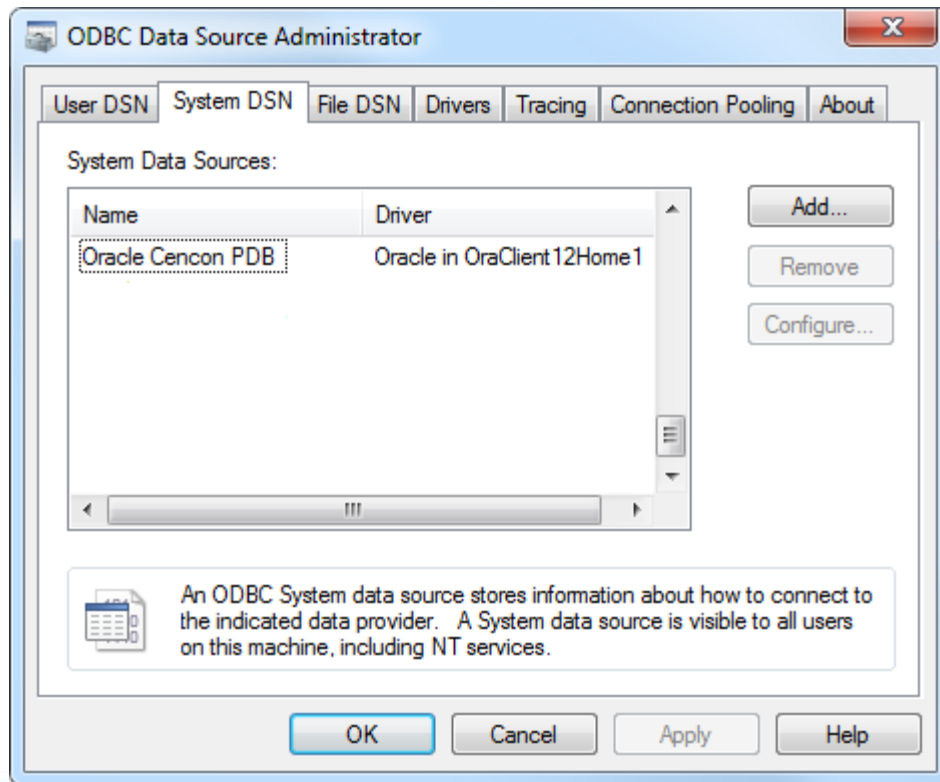 ODBC Data Source Administrator
User DSN System DSN File DSN Drivers Tracing Connection Pooling About
System Data Sources:
Name Driver
Oracle Cencon PDB Oracle in OraClient12Home1
Add...
Remove
Configure...
An ODBC System data source stores information about how to connect to
the indicated data provider. A System data source is visible to all users
on this machine, including NT services.
OK Cancel Apply Help